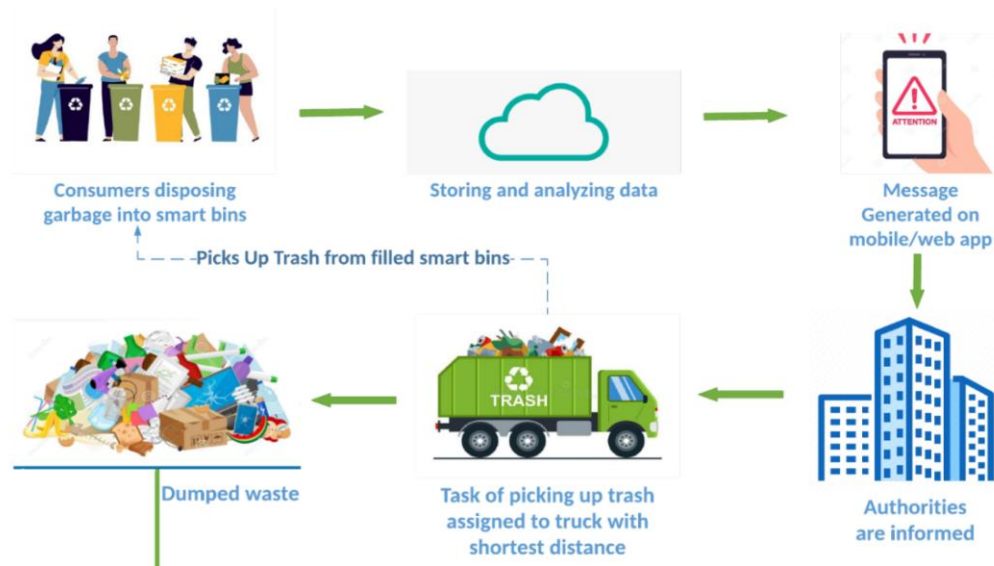 Consumers disposing
garbage into smart bins
Storing and analyzing data
ATTENTION
Message
Generated on
mobile/web app
Picks Up Trash from filled smart bins
TRASH
Dumped waste
Task of picking up trash
assigned to truck with
shortest distance
Authorities
are informed